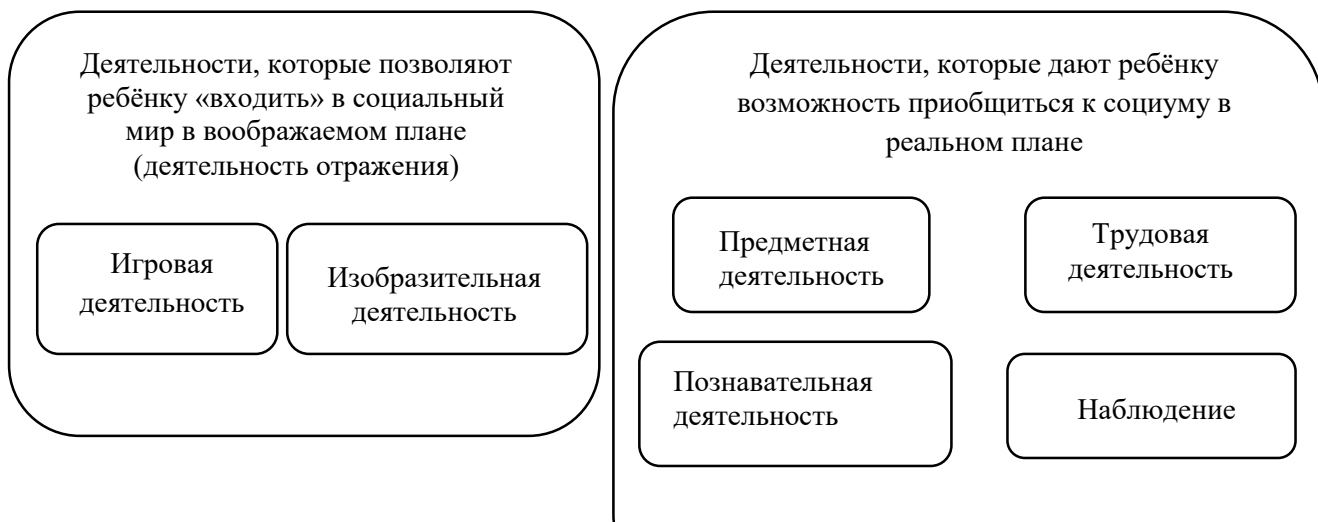 Деятельности, которые позволяют
ребёнку «входить» в социальный
мир в воображаемом плане
(деятельность отражения)
Игровая
деятельность
Изобразительная
деятельность
Деятельности, которые дают ребёнку
возможность приобщиться к социуму в
реальном плане
Предметная
деятельность
Трудовая
деятельность
Познавательная
деятельность
Наблюдение